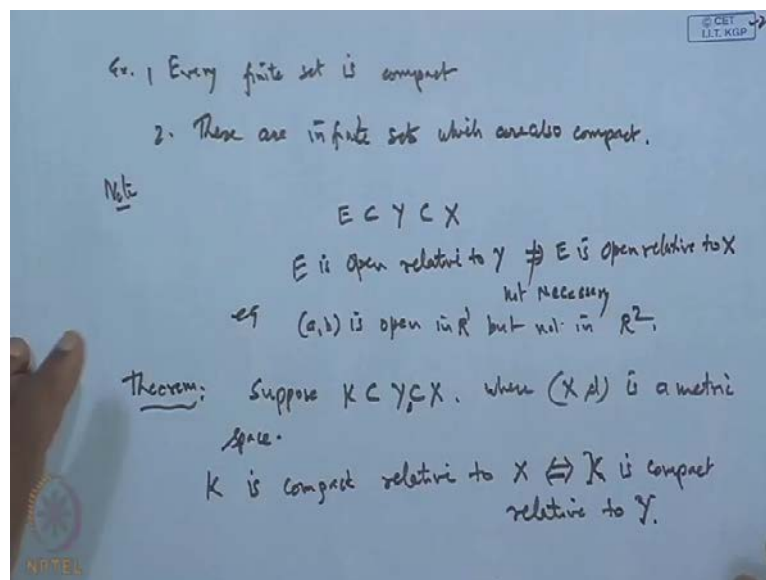 © CET
I.I.T. KGP
Ex. 1 Every finite set is compact
2. These are infinite sets which are also compact.
Note
E ⊂ Y ⊂ X
E is open relative to Y ⇏ E is open relative to X
not necessary
eg (a,b) is open in R' but not in R².
Theorem: Suppose K ⊂ Y ⊂ X. where (X, d) is a metric
space.
K is compact relative to X ⇔ K is compact
relative to Y.
NPTEL